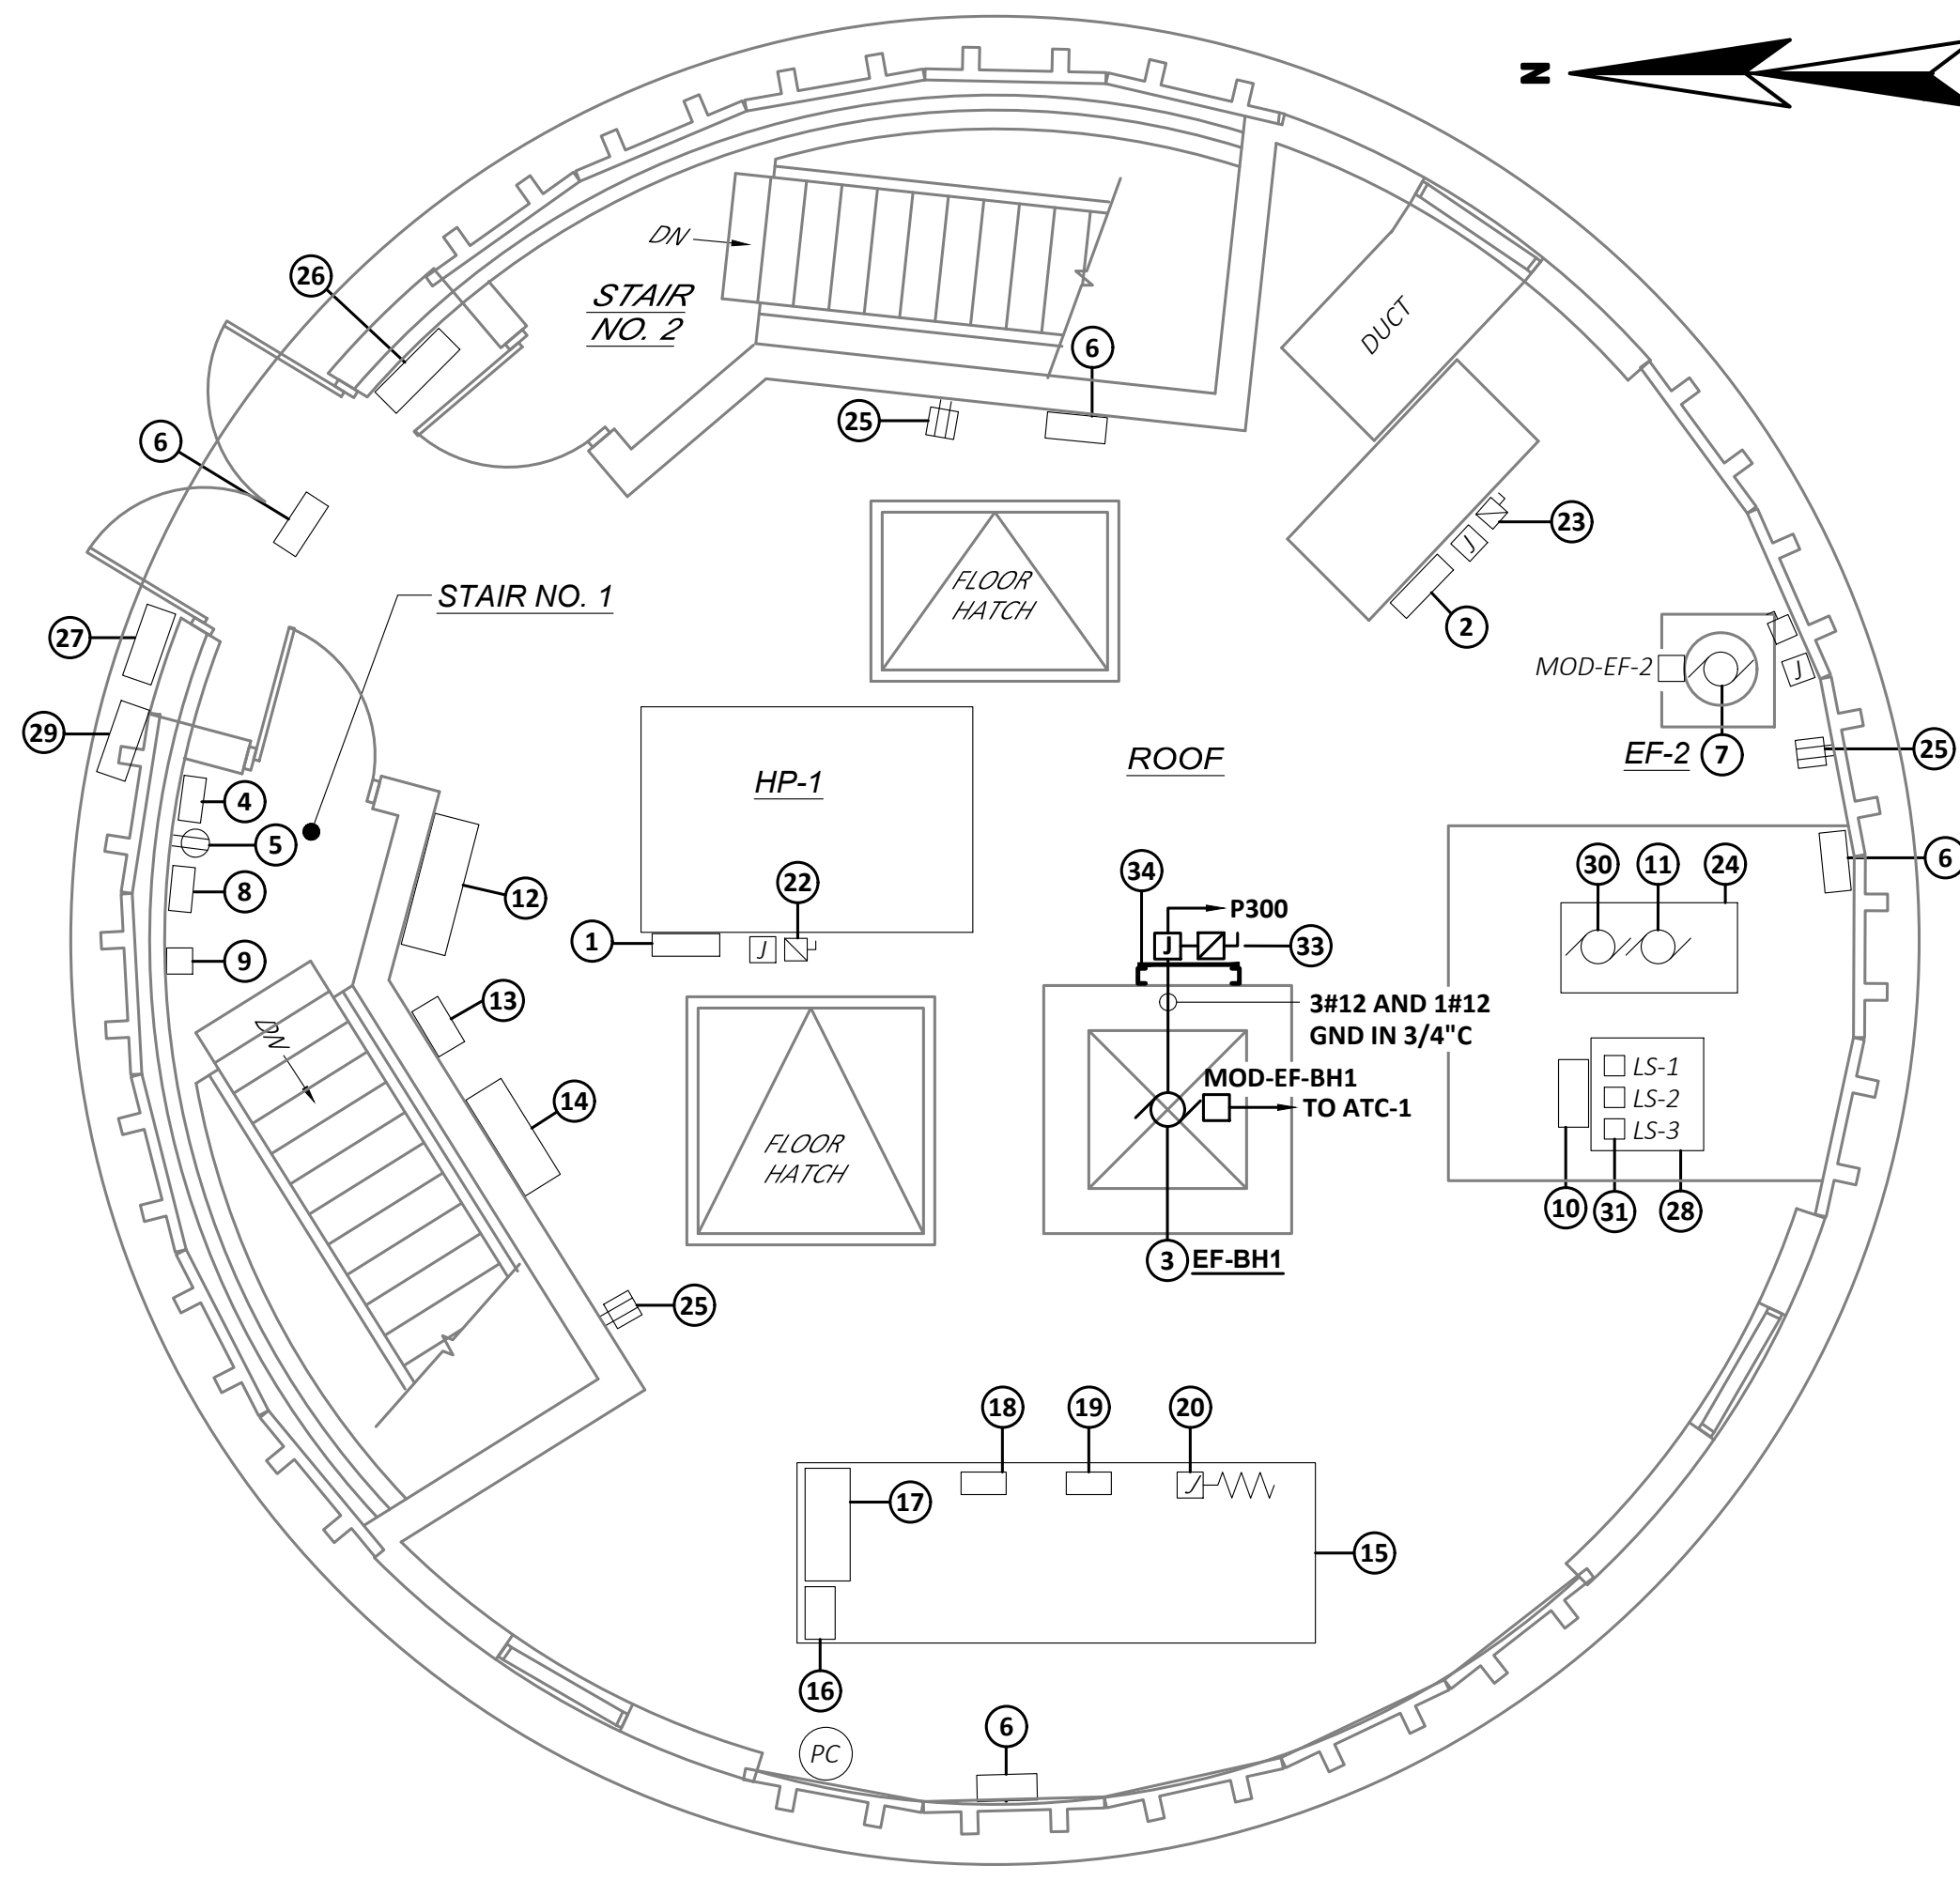 N
26
DN
STAIR
NO. 2
DUCT
6
25
6
23
FLOOR
HATCH
STAIR NO. 1
J
2
27
MOD-EF-2
J
29
EF-2
7
25
ROOF
HP-1
4
5
8
9
12
22
1
J
34
P300
J
33
30
11
24
6
3#12 AND 1#12
GND IN 3/4"C
13
DN
14
MOD-EF-BH1
TO ATC-1
LS-1
LS-2
LS-3
FLOOR
HATCH
10
31
28
3
EF-BH1
25
18
19
20
J
17
15
16
6
PC